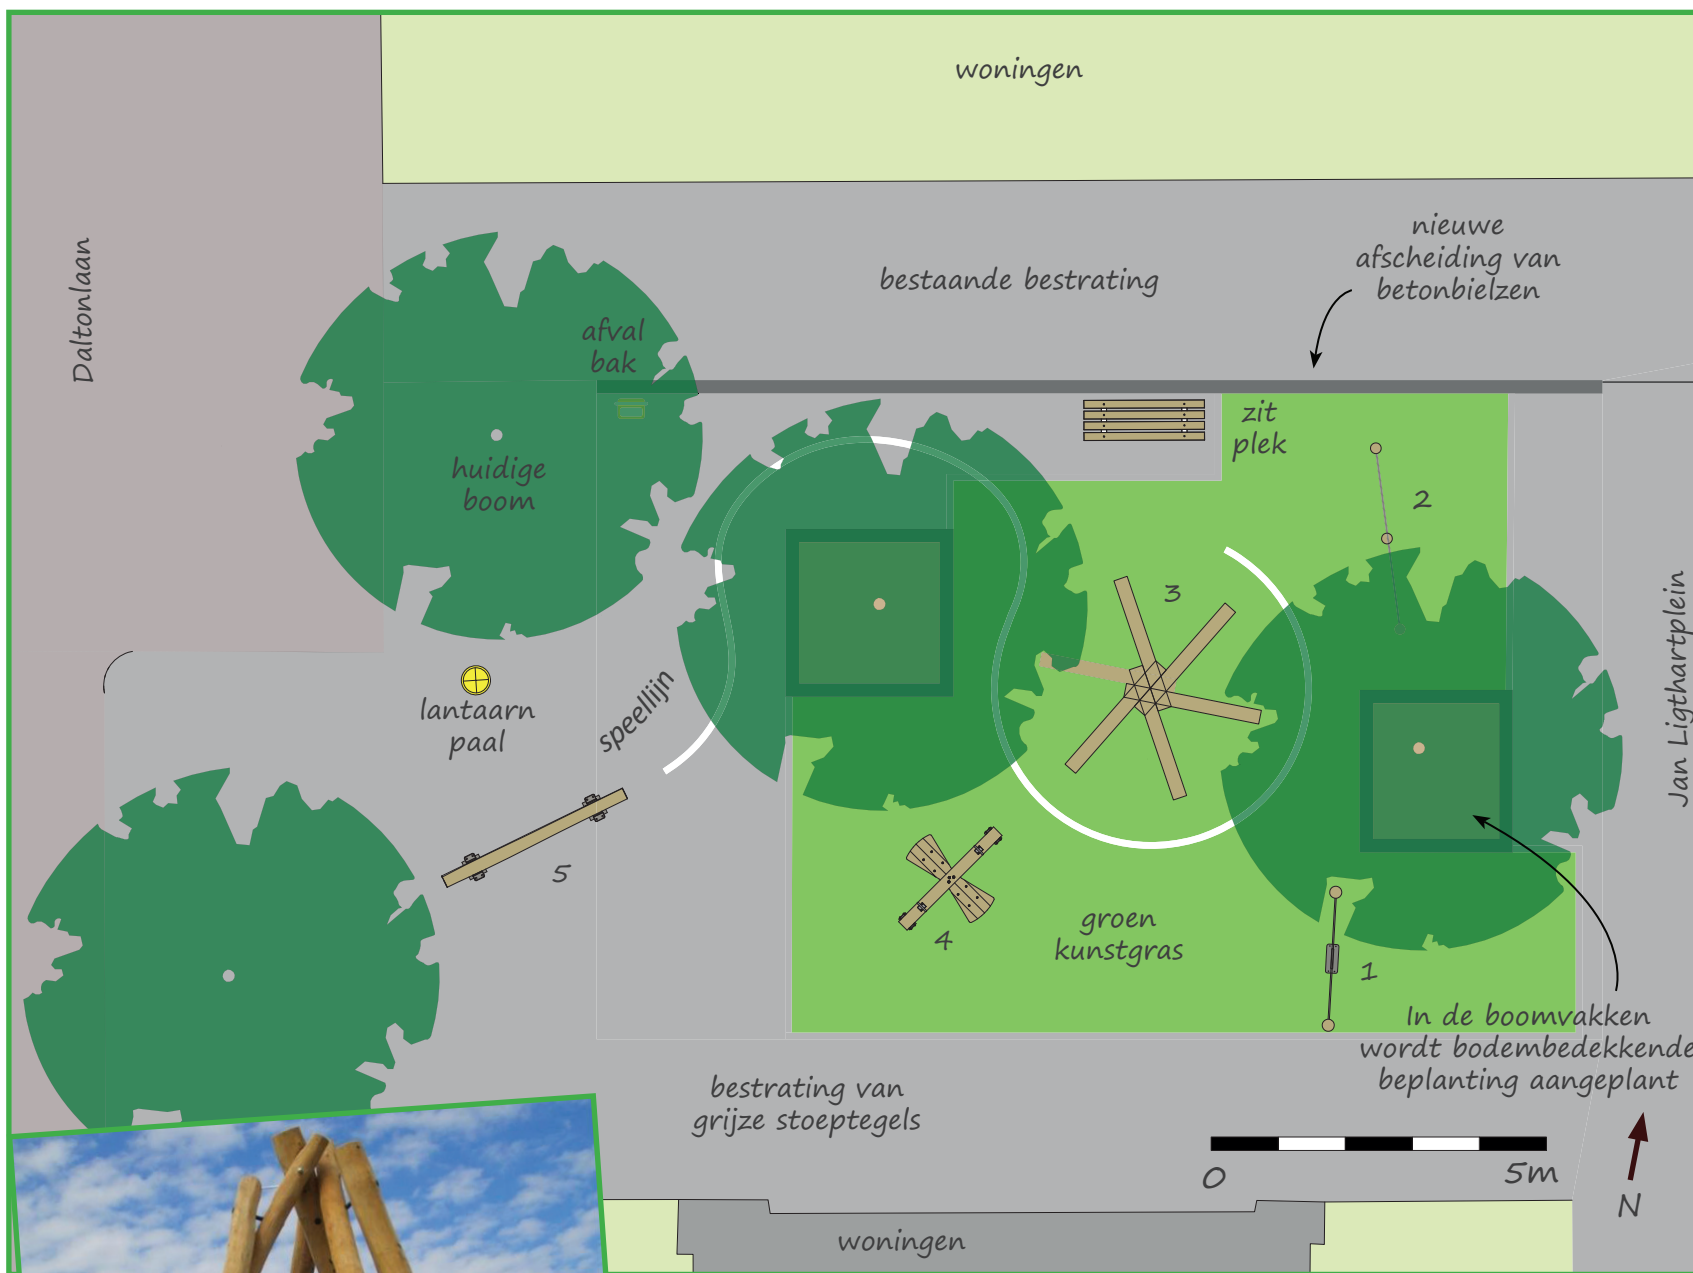 woningen
Daltonlaan
nieuwe
afscheiding van
betonbielzen
bestaande bestrating
afval
bak
zit
plek
huidige
boom
2
3
Jan Ligthartplein
lantaarn
paal
speellijn
5
4
groen
kunstgras
1
In de boomvakken
wordt bodembedekkende
beplanting aangeplant
bestrating van
grijze stoeptegels
0
5m
N
woningen